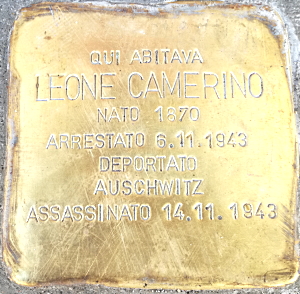 QUI ABITAVA
LEONE CAMERINO
NATO 1870
ARRESTATO 6.11.1943
DEPORTATO
AUSCHWITZ
ASSASSINATO 14.11.1943